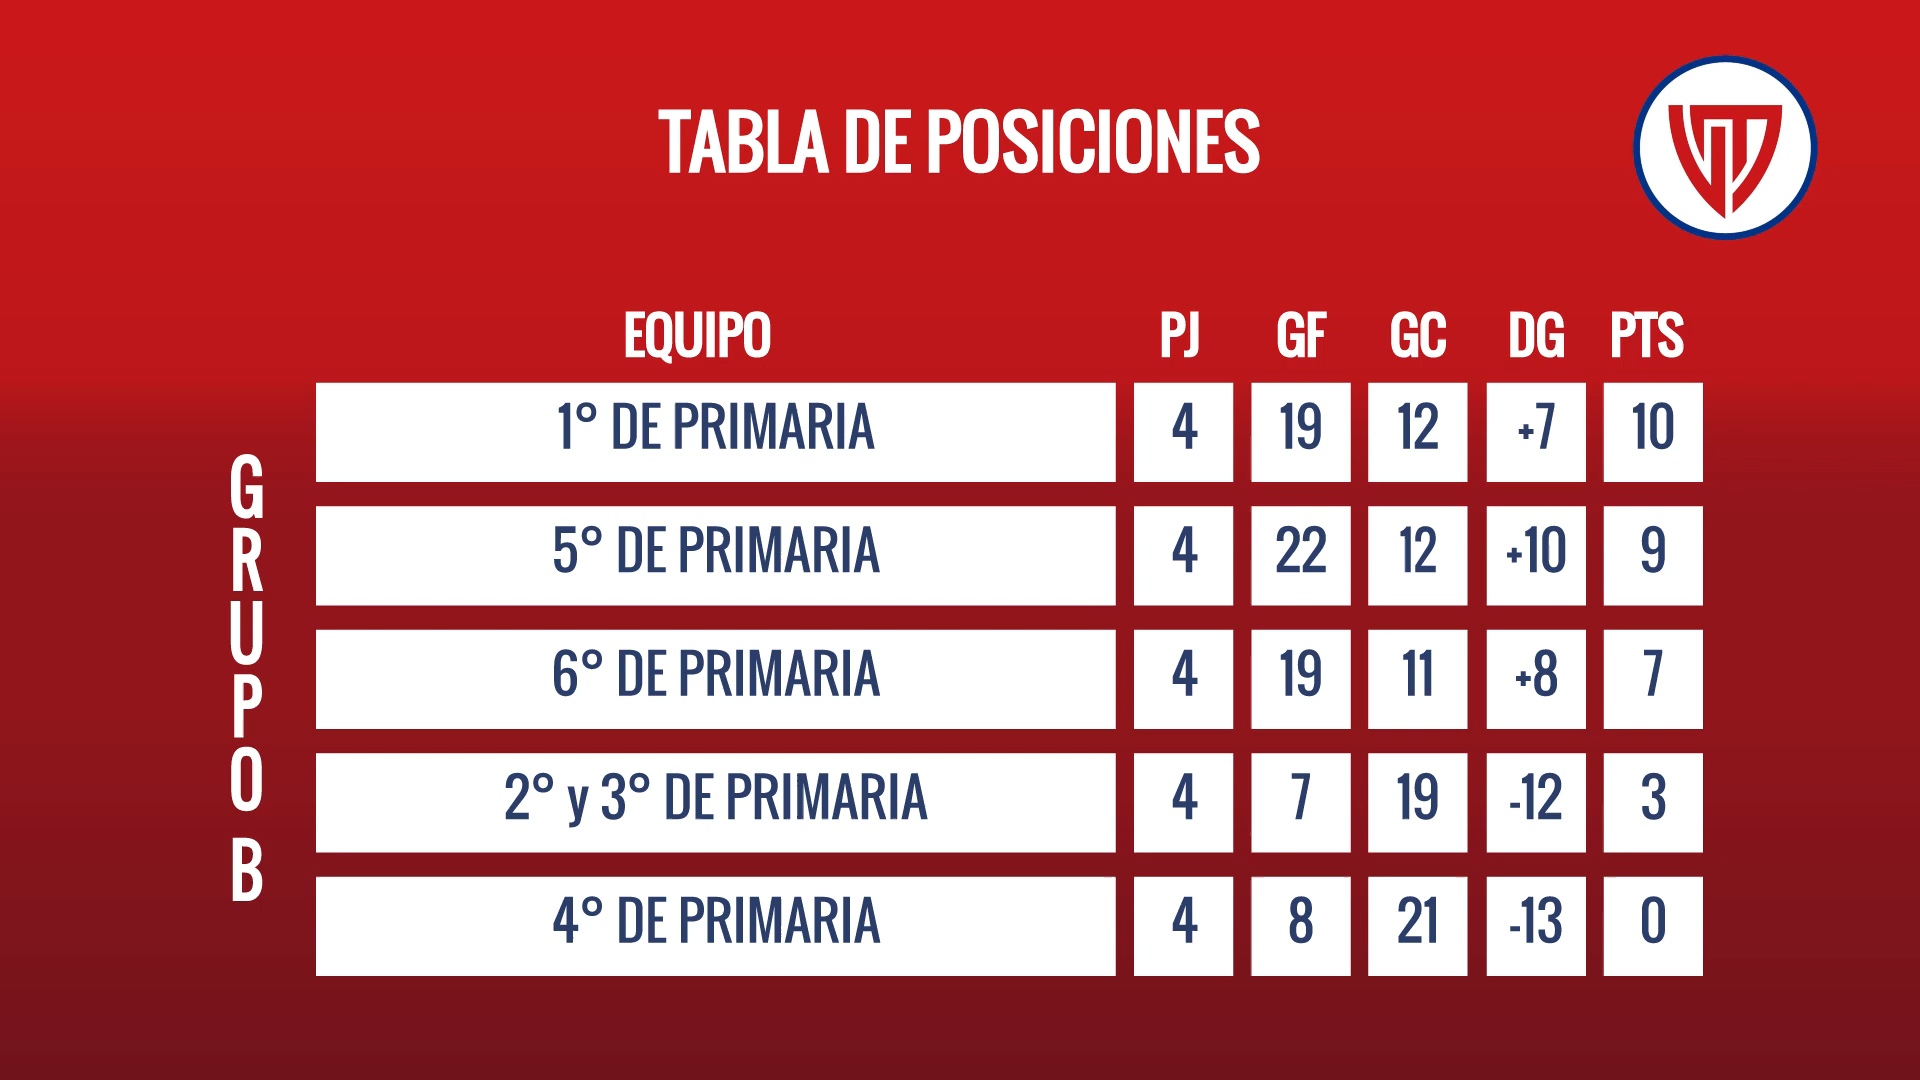 TABLA DE POSICIONES
EQUIPO PJ GF GC DG PTS
GRUPO B
1° DE PRIMARIA 4 19 12 +7 10
5° DE PRIMARIA 4 22 12 +10 9
6° DE PRIMARIA 4 19 11 +8 7
2° y 3° DE PRIMARIA 4 7 19 -12 3
4° DE PRIMARIA 4 8 21 -13 0